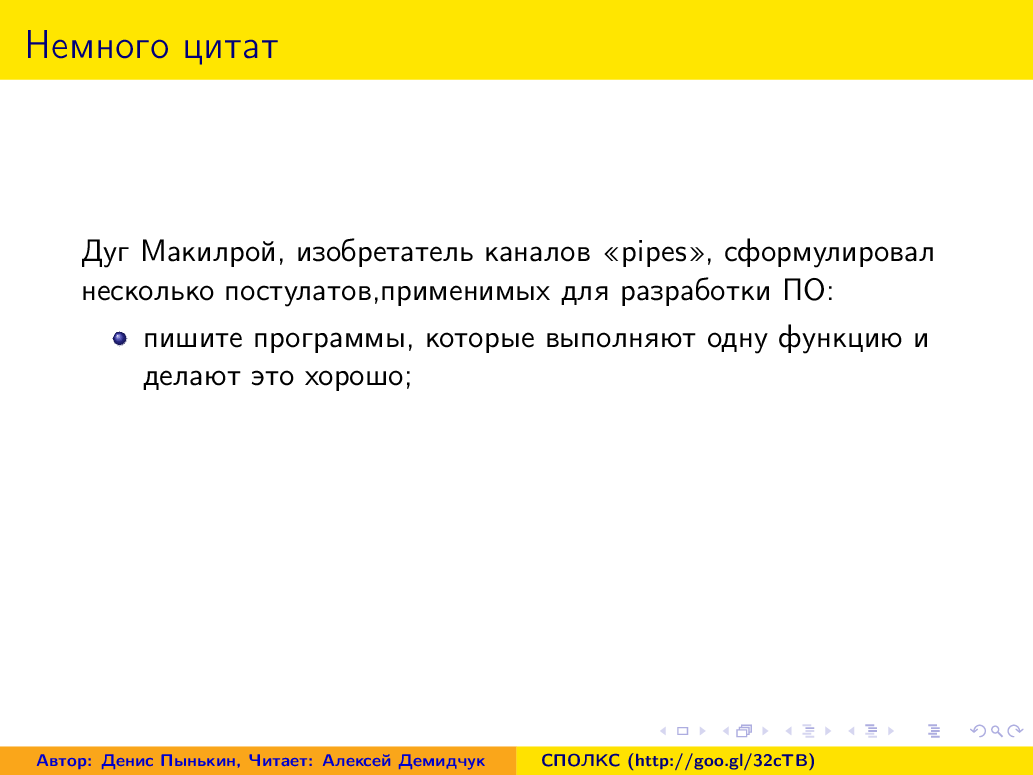 Немного цитат
Дуг Макилрой, изобретатель каналов «pipes», сформулировал
несколько постулатов,применимых для разработки ПО:
пишите программы, которые выполняют одну функцию и
делают это хорошо;
Автор: Денис Пынькин, Читает: Алексей Демидчук
СПОЛКС (http://goo.gl/32cTB)